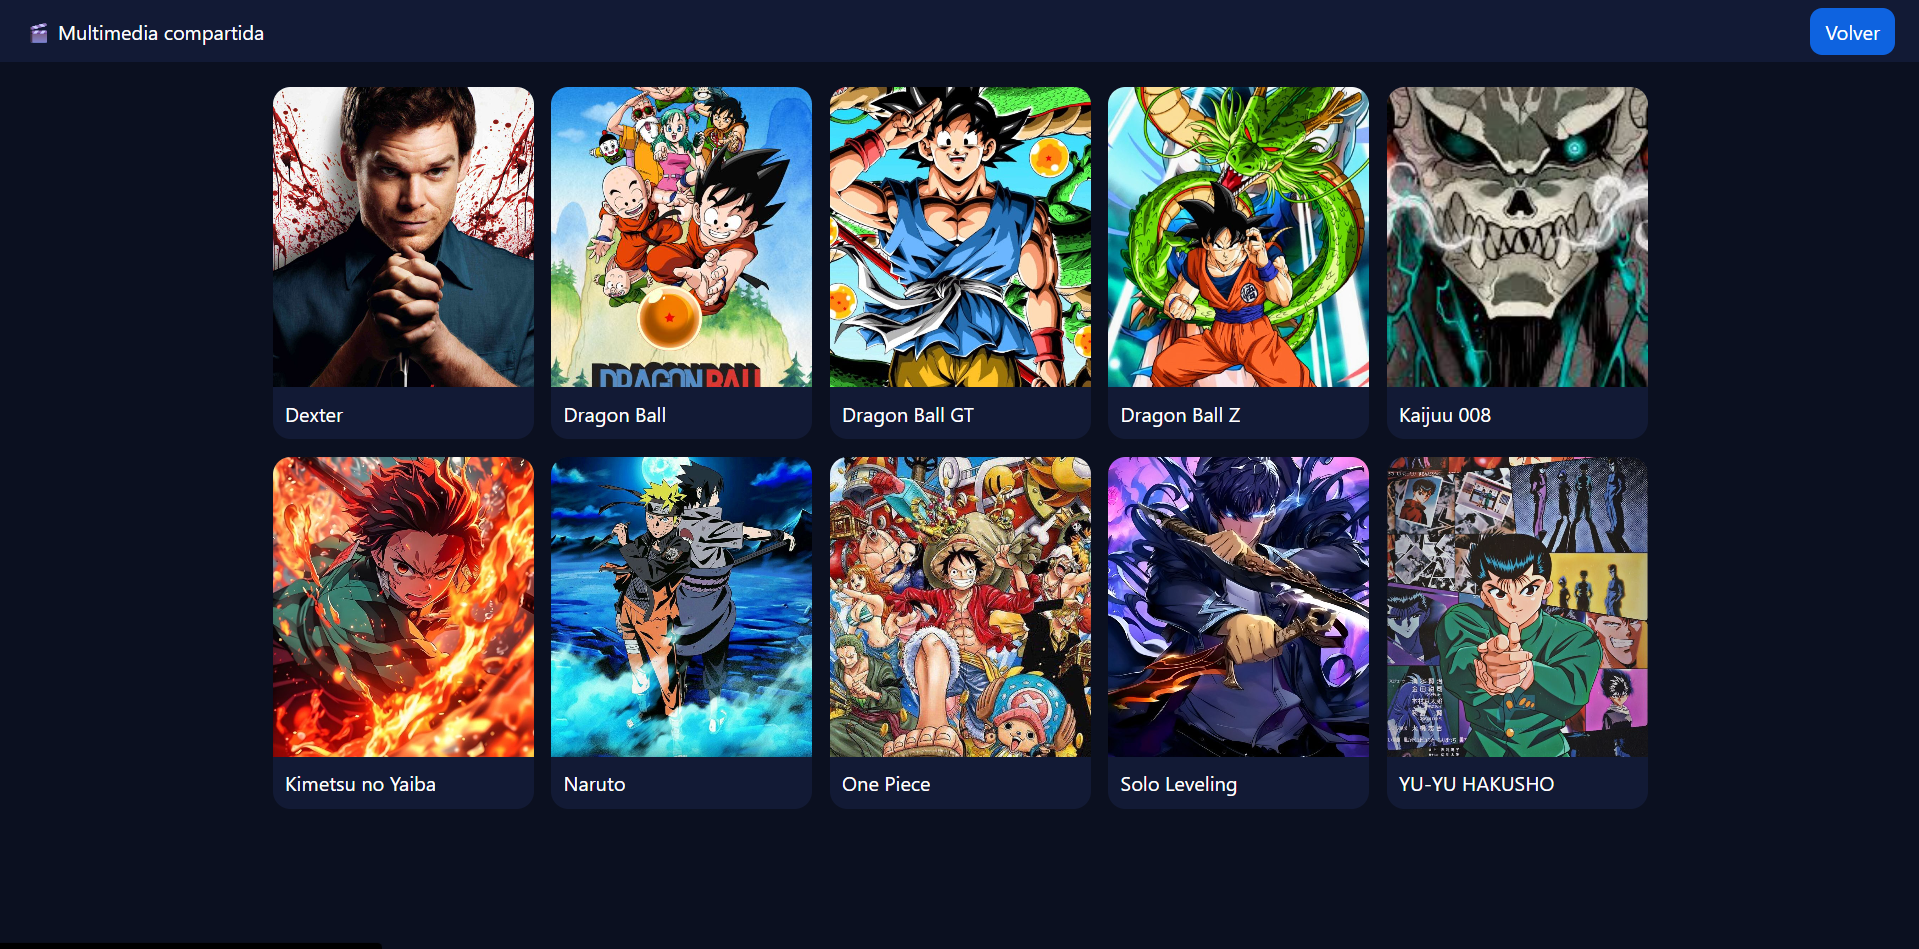 Multimedia compartida
Volver
DRAGON BALL
Dexter
Dragon Ball
Dragon Ball GT
Dragon Ball Z
Kaijuu 008
Kimetsu no Yaiba
Naruto
One Piece
Solo Leveling
YU-YU HAKUSHO